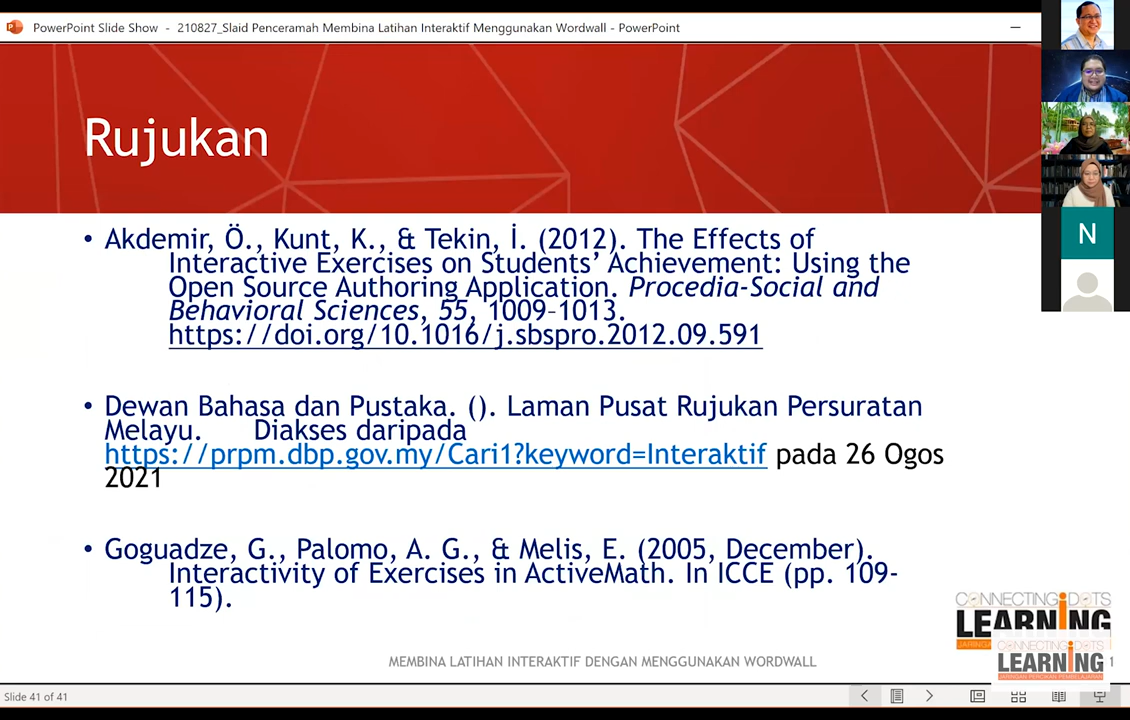 PowerPoint Slide Show - 210827_Slaid Penceramah Membina Latihan Interaktif Menggunakan Wordwall - PowerPoint
Rujukan
N
• Akdemir, Ö., Kunt, K., & Tekin, İ. (2012). The Effects of
Interactive Exercises on Students’ Achievement: Using the
Open Source Authoring Application. Procedia-Social and
Behavioral Sciences, 55, 1009–1013.
https://doi.org/10.1016/j.sbspro.2012.09.591
• Dewan Bahasa dan Pustaka. (). Laman Pusat Rujukan Persuratan
Melayu. Diakses daripada
https://prpm.dbp.gov.my/Cari1?keyword=Interaktif pada 26 Ogos
2021
• Goguadze, G., Palomo, A. G., & Melis, E. (2005, December).
Interactivity of Exercises in ActiveMath. In ICCE (pp. 109-
115).
CONNECTING DOTS
LEARNING
CONNECTING DOTS
LEARNING
JARINGAN PERCIKAN PEMBELAJARAN
MEMBINA LATIHAN INTERAKTIF DENGAN MENGGUNAKAN WORDWALL
1
Slide 41 of 41